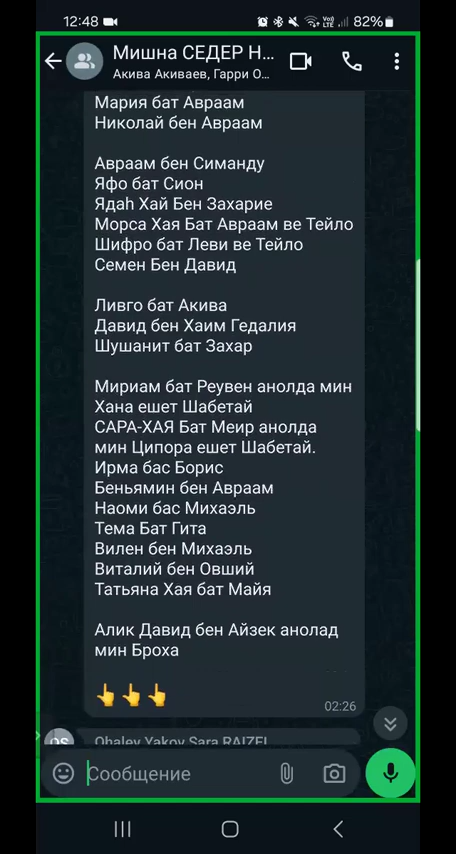 12:48
Vo)) LTE 82%
Мишна СЕДЕР Н...
Акива Акиваев, Гарри О...
Мария бат Авраам
Николай бен Авраам
Авраам бен Симанду
Яфо бат Сион
Ядаh Хай Бен Захарие
Морса Хая Бат Авраам ве Тейло
Шифро бат Леви ве Тейло
Семен Бен Давид
Ливго бат Акива
Давид бен Хаим Гедалия
Шушанит бат Захар
Мириам бат Реувен анолда мин
Хана ешет Шабетай
САРА-ХАЯ Бат Меир анолда
мин Ципора ешет Шабетай.
Ирма бас Борис
Беньямин бен Авраам
Наоми бас Михаэль
Тема Бат Гита
Вилен бен Михаэль
Виталий бен Овший
Татьяна Хая бат Майя
Алик Давид бен Айзек анолад
мин Броха
👆👆👆
02:26
OS
Ohaley Yakov Sara RAIZEL
Сообщение